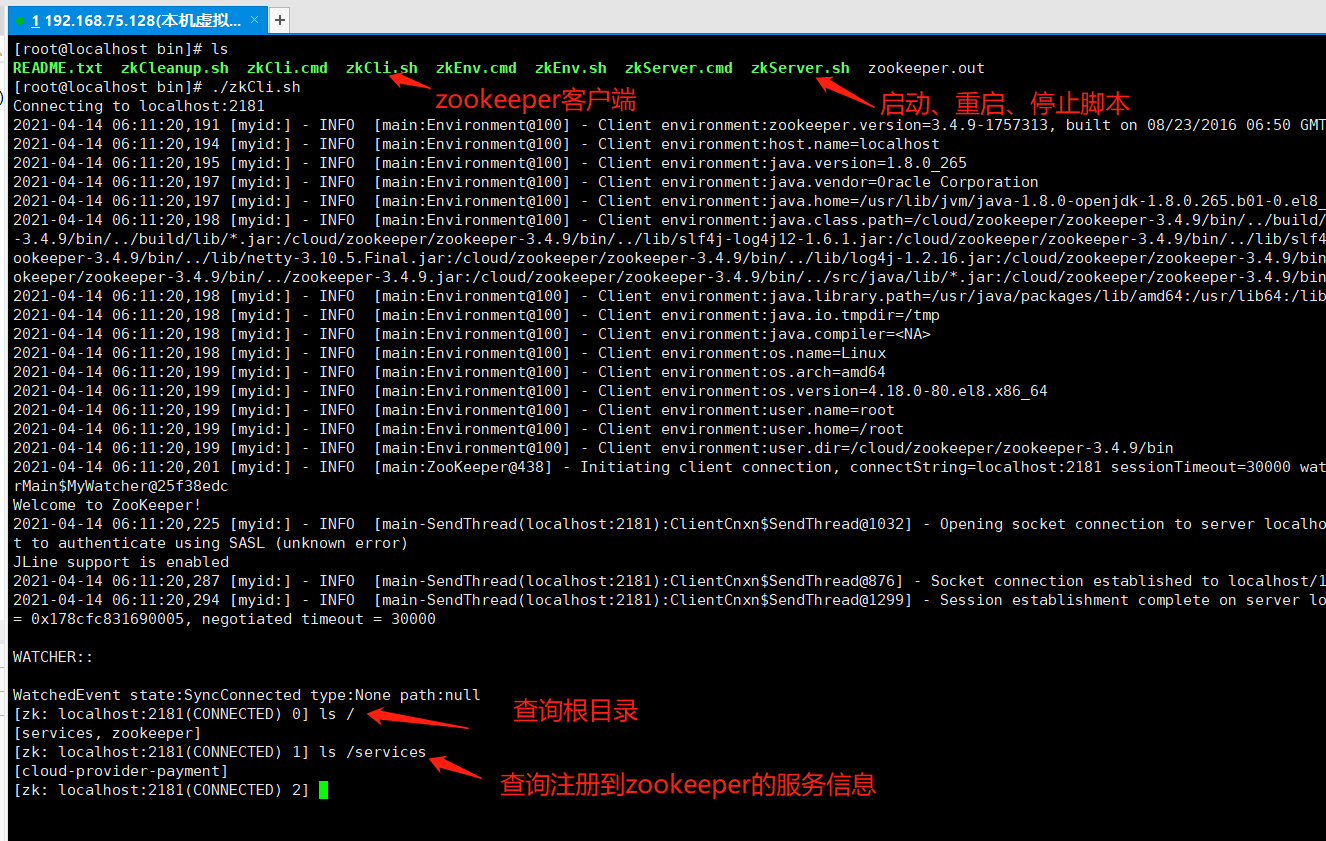 1 192.168.75.128(本机虚拟... × +
[root@localhost bin]# ls
README.txt zkCleanup.sh zkCli.cmd zkCli.sh zkEnv.cmd zkEnv.sh zkServer.cmd zkServer.sh zookeeper.out
[root@localhost bin]# ./zkCli.sh
zookeeper客户端
启动、重启、停止脚本
Connecting to localhost:2181
2021-04-14 06:11:20,191 [myid:] - INFO [main:Environment@100] - Client environment:zookeeper.version=3.4.9-1757313, built on 08/23/2016 06:50 GMT
2021-04-14 06:11:20,194 [myid:] - INFO [main:Environment@100] - Client environment:host.name=localhost
2021-04-14 06:11:20,195 [myid:] - INFO [main:Environment@100] - Client environment:java.version=1.8.0_265
2021-04-14 06:11:20,197 [myid:] - INFO [main:Environment@100] - Client environment:java.vendor=Oracle Corporation
2021-04-14 06:11:20,197 [myid:] - INFO [main:Environment@100] - Client environment:java.home=/usr/lib/jvm/java-1.8.0-openjdk-1.8.0.265.b01-0.el8_
2021-04-14 06:11:20,198 [myid:] - INFO [main:Environment@100] - Client environment:java.class.path=/cloud/zookeeper/zookeeper-3.4.9/bin/../build/
-3.4.9/bin/../build/lib/*.jar:/cloud/zookeeper/zookeeper-3.4.9/bin/../lib/slf4j-log4j12-1.6.1.jar:/cloud/zookeeper/zookeeper-3.4.9/bin/../lib/slf4
ookeeper-3.4.9/bin/../lib/netty-3.10.5.Final.jar:/cloud/zookeeper/zookeeper-3.4.9/bin/../lib/log4j-1.2.16.jar:/cloud/zookeeper/zookeeper-3.4.9/bin
okeeper/zookeeper-3.4.9/bin/../zookeeper-3.4.9.jar:/cloud/zookeeper/zookeeper-3.4.9/bin/../src/java/lib/*.jar:/cloud/zookeeper/zookeeper-3.4.9/bin
2021-04-14 06:11:20,198 [myid:] - INFO [main:Environment@100] - Client environment:java.library.path=/usr/java/packages/lib/amd64:/usr/lib64:/lib
2021-04-14 06:11:20,198 [myid:] - INFO [main:Environment@100] - Client environment:java.io.tmpdir=/tmp
2021-04-14 06:11:20,198 [myid:] - INFO [main:Environment@100] - Client environment:java.compiler=<NA>
2021-04-14 06:11:20,198 [myid:] - INFO [main:Environment@100] - Client environment:os.name=Linux
2021-04-14 06:11:20,199 [myid:] - INFO [main:Environment@100] - Client environment:os.arch=amd64
2021-04-14 06:11:20,199 [myid:] - INFO [main:Environment@100] - Client environment:os.version=4.18.0-80.el8.x86_64
2021-04-14 06:11:20,199 [myid:] - INFO [main:Environment@100] - Client environment:user.name=root
2021-04-14 06:11:20,199 [myid:] - INFO [main:Environment@100] - Client environment:user.home=/root
2021-04-14 06:11:20,199 [myid:] - INFO [main:Environment@100] - Client environment:user.dir=/cloud/zookeeper/zookeeper-3.4.9/bin
2021-04-14 06:11:20,201 [myid:] - INFO [main:ZooKeeper@438] - Initiating client connection, connectString=localhost:2181 sessionTimeout=30000 wat
rMain$MyWatcher@25f38edc
Welcome to ZooKeeper!
2021-04-14 06:11:20,225 [myid:] - INFO [main-SendThread(localhost:2181):ClientCnxn$SendThread@1032] - Opening socket connection to server localho
t to authenticate using SASL (unknown error)
JLine support is enabled
2021-04-14 06:11:20,287 [myid:] - INFO [main-SendThread(localhost:2181):ClientCnxn$SendThread@876] - Socket connection established to localhost/1
2021-04-14 06:11:20,294 [myid:] - INFO [main-SendThread(localhost:2181):ClientCnxn$SendThread@1299] - Session establishment complete on server lo
= 0x178cfc831690005, negotiated timeout = 30000
WATCHER::
WatchedEvent state:SyncConnected type:None path:null
[zk: localhost:2181(CONNECTED) 0] ls /
查询根目录
[services, zookeeper]
[zk: localhost:2181(CONNECTED) 1] ls /services
[cloud-provider-payment]
查询注册到zookeeper的服务信息
[zk: localhost:2181(CONNECTED) 2]